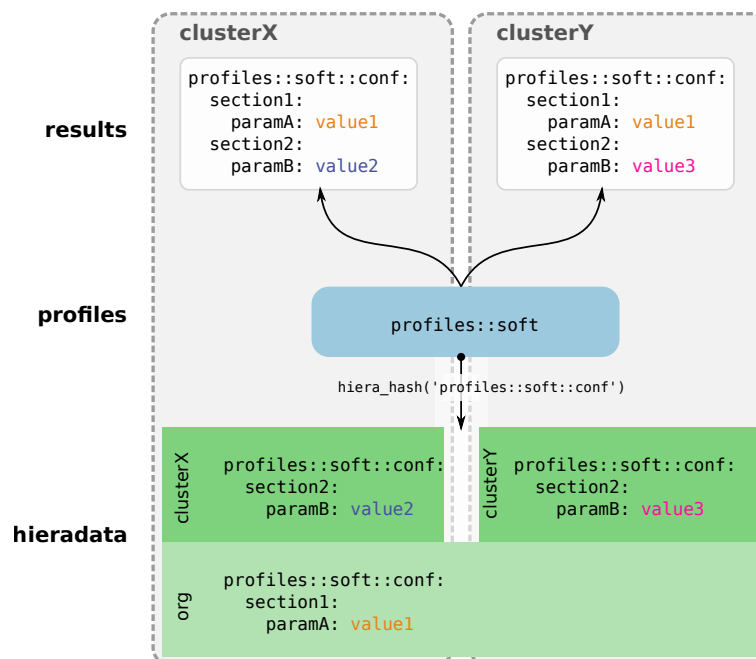 clusterX
clusterY
results
profiles::soft::conf:
  section1:
    paramA: value1
  section2:
    paramB: value2
profiles::soft::conf:
  section1:
    paramA: value1
  section2:
    paramB: value3
profiles
profiles::soft
hiera_hash('profiles::soft::conf')
hieradata
clusterX
profiles::soft::conf:
  section2:
    paramB: value2
clusterY
profiles::soft::conf:
  section2:
    paramB: value3
org
profiles::soft::conf:
  section1:
    paramA: value1